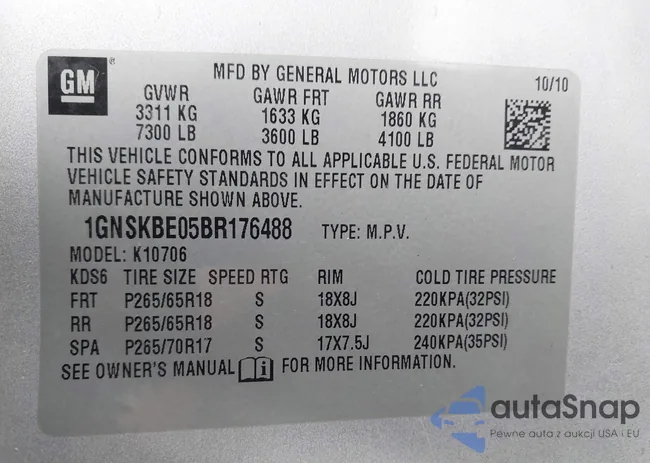 GM
MFD BY GENERAL MOTORS LLC 10/10
GVWR GAWR FRT GAWR RR
3311 KG 1633 KG 1860 KG
7300 LB 3600 LB 4100 LB
THIS VEHICLE CONFORMS TO ALL APPLICABLE U.S. FEDERAL MOTOR
VEHICLE SAFETY STANDARDS IN EFFECT ON THE DATE OF
MANUFACTURE SHOWN ABOVE.
1GNSKBE05BR176488 TYPE: M.P.V.
MODEL: K10706
KDS6 TIRE SIZE SPEED RTG RIM COLD TIRE PRESSURE
FRT P265/65R18 S 18X8J 220KPA(32PSI)
RR P265/65R18 S 18X8J 220KPA(32PSI)
SPA P265/70R17 S 17X7.5J 240KPA(35PSI)
SEE OWNER'S MANUAL i FOR MORE INFORMATION.
autaSnap
Pewne auta z aukcji USA i EU